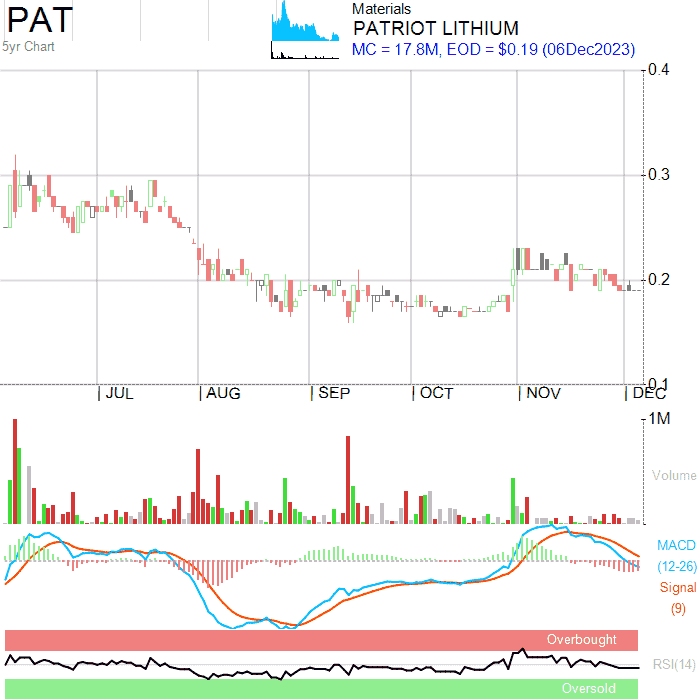 PAT
5yr Chart
Materials
PATRIOT LITHIUM
MC = 17.8M, EOD = $0.19 (06Dec2023)
0.4
0.3
0.2
0.1
JUL AUG SEP OCT NOV DEC
1M
Volume
MACD
(12-26)
Signal
(9)
Overbought
RSI(14)
Oversold